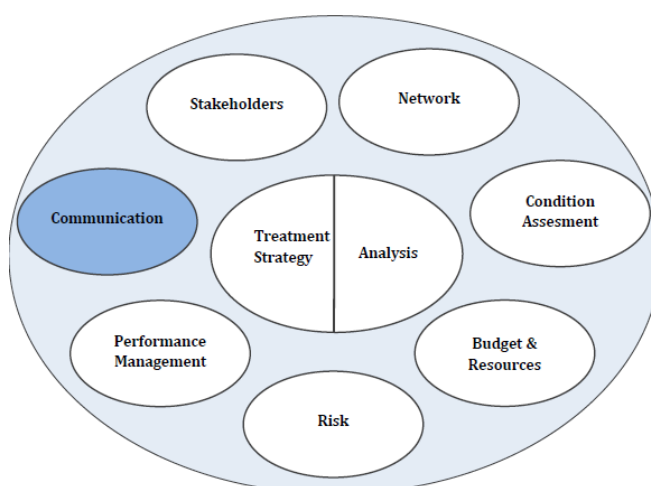 Stakeholders
Network
Communication
Condition
Assesment
Treatment
Strategy
Analysis
Performance
Management
Budget &
Resources
Risk